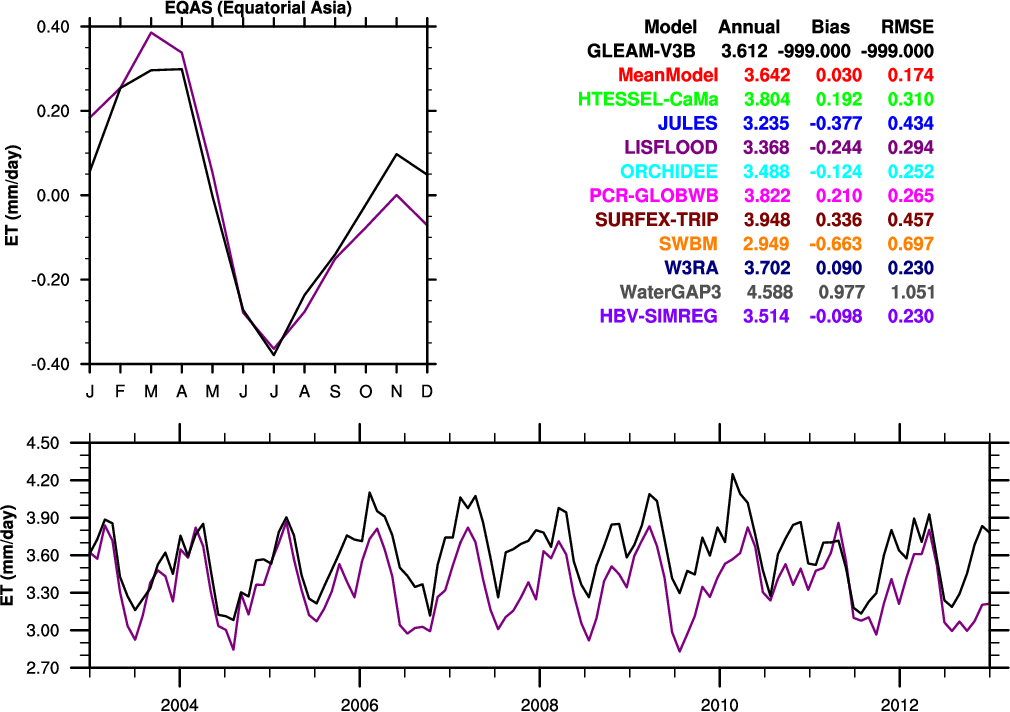 EQAS (Equatorial Asia)
ET (mm/day)
0.40
0.20
0.00
-0.20
-0.40
J F M A M J J A S O N D
Model Annual Bias RMSE
GLEAM-V3B 3.612 -999.000 -999.000
MeanModel 3.642 0.030 0.174
HTESSEL-CaMa 3.804 0.192 0.310
JULES 3.235 -0.377 0.434
LISFLOOD 3.368 -0.244 0.294
ORCHIDEE 3.488 -0.124 0.252
PCR-GLOBWB 3.822 0.210 0.265
SURFEX-TRIP 3.948 0.336 0.457
SWBM 2.949 -0.663 0.697
W3RA 3.702 0.090 0.230
WaterGAP3 4.588 0.977 1.051
HBV-SIMREG 3.514 -0.098 0.230
ET (mm/day)
4.50
4.20
3.90
3.60
3.30
3.00
2.70
2004 2006 2008 2010 2012